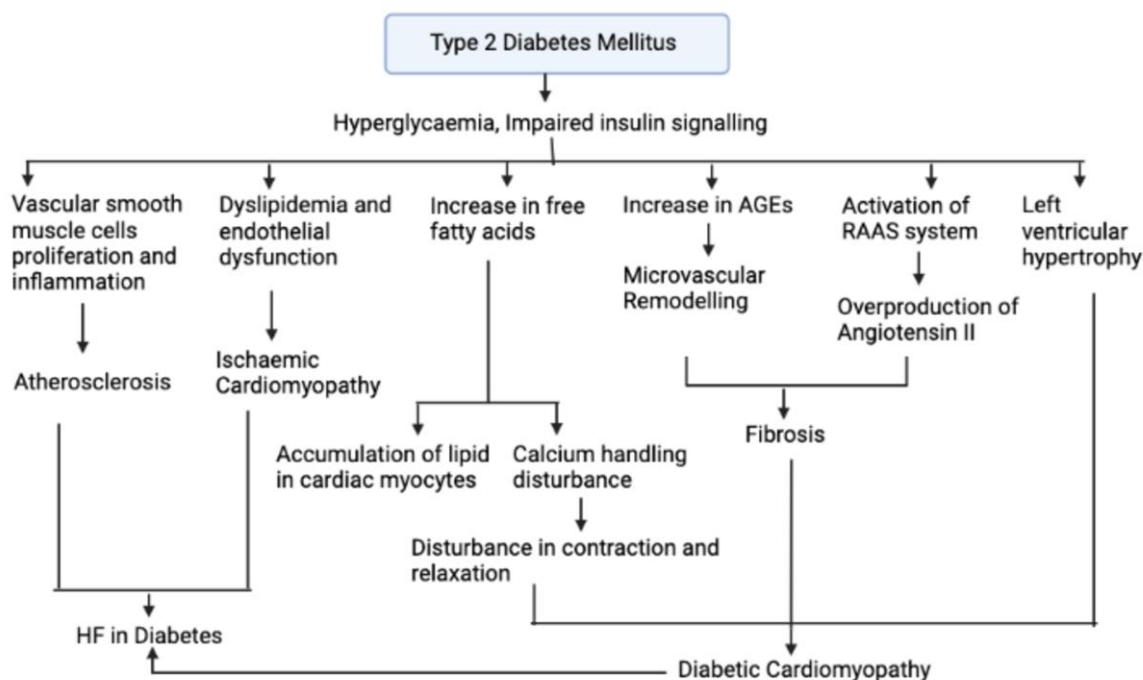 Type 2 Diabetes Mellitus
Hyperglycaemia, Impaired insulin signalling
Vascular smooth
muscle cells
proliferation and
inflammation
Dyslipidemia and
endothelial
dysfunction
Increase in free
fatty acids
Increase in AGEs
Activation of
RAAS system
Left
ventricular
hypertrophy
Microvascular
Remodelling
Overproduction of
Angiotensin II
Atherosclerosis
Ischaemic
Cardiomyopathy
Fibrosis
Accumulation of lipid
in cardiac myocytes
Calcium handling
disturbance
Disturbance in contraction and
relaxation
HF in Diabetes
Diabetic Cardiomyopathy